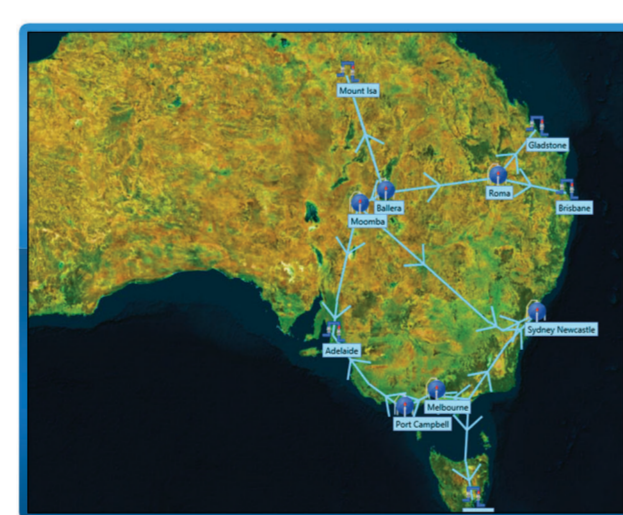 Mount Isa
Gladstone
Roma
Ballera
Brisbane
Moomba
Sydney Newcastle
Adelaide
Melbourne
Port Campbell